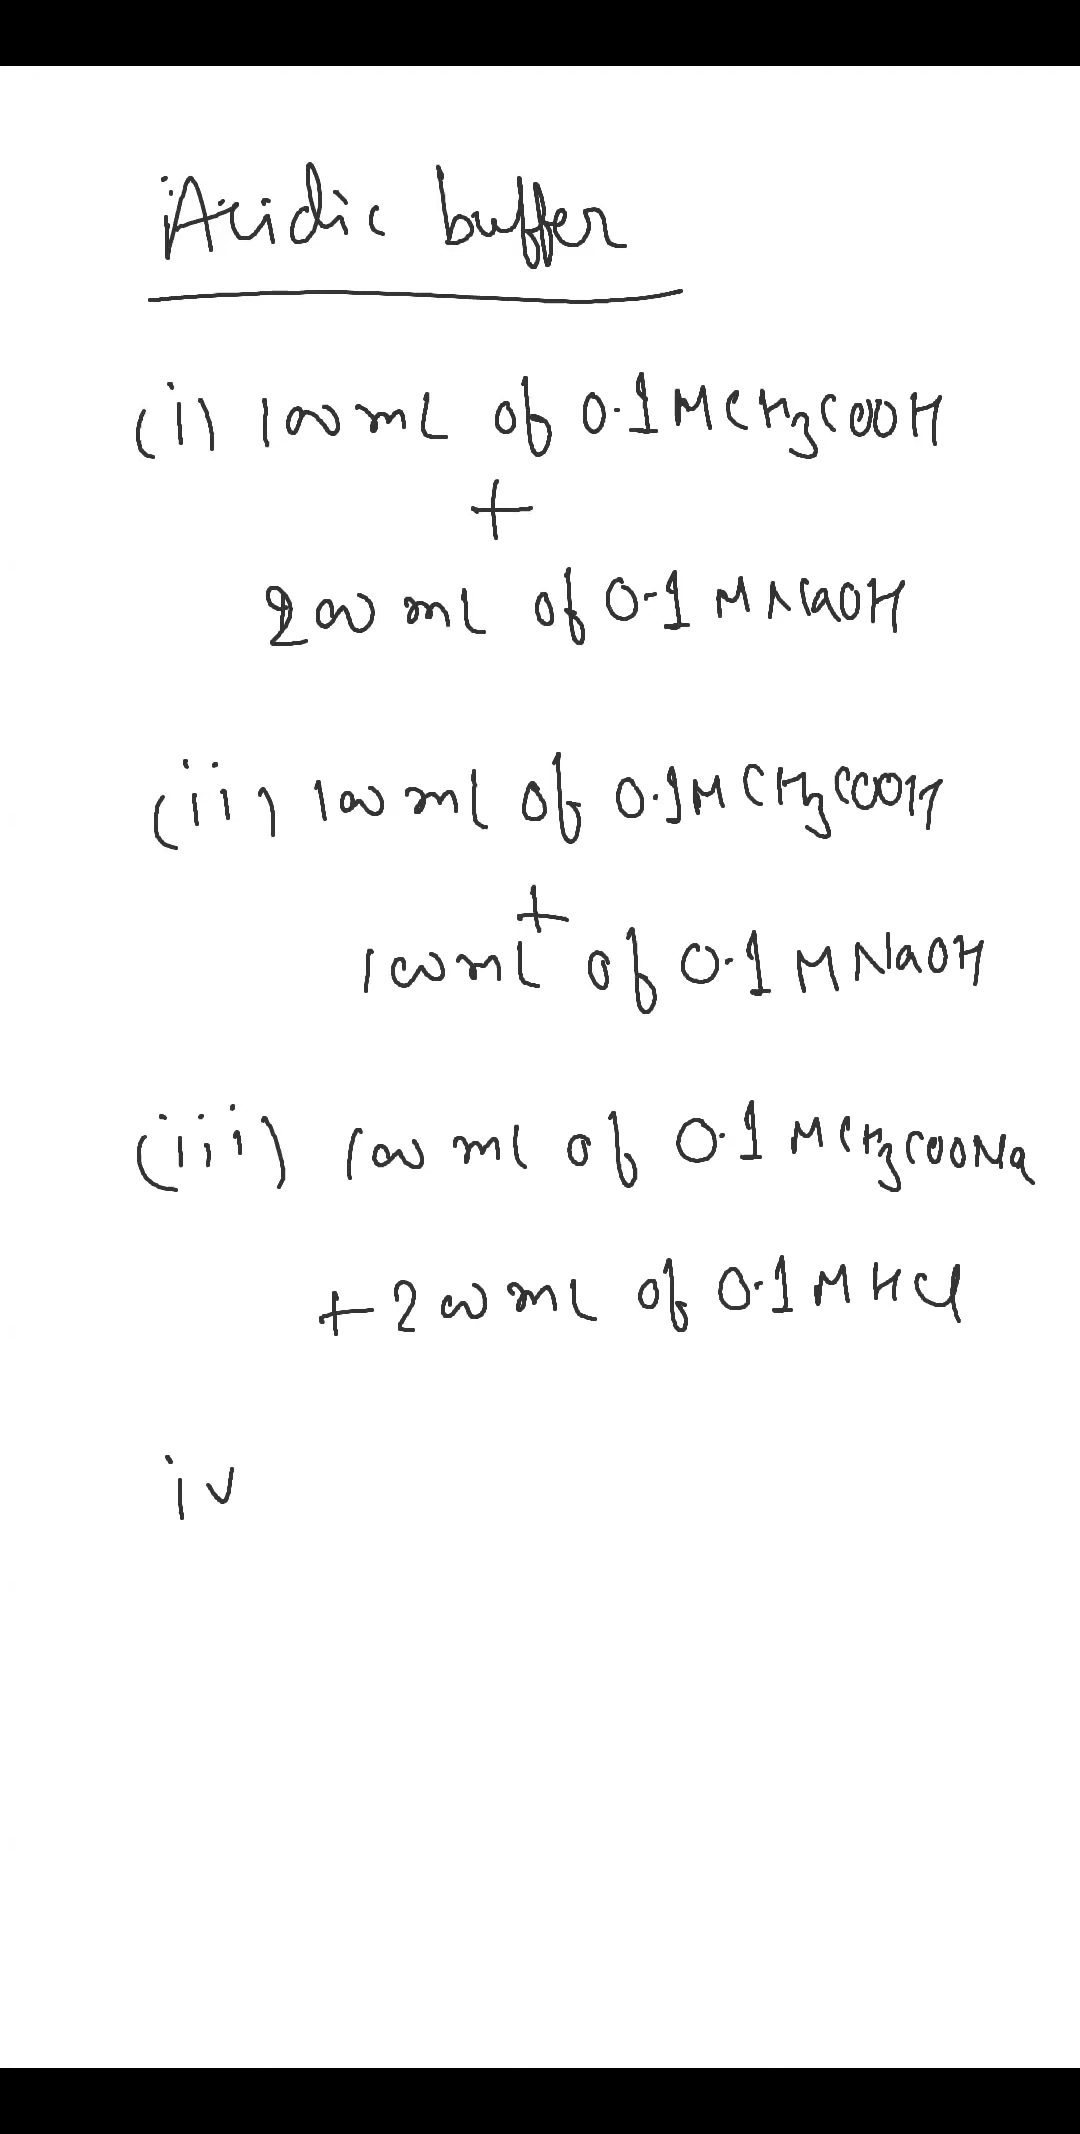 Acidic buffer
(i) 100 mL of 0.1 M CH3COOH
+
200 mL of 0.1 M NaOH
(ii) 100 mL of 0.1 M CH3COOH
+
100 mL of 0.1 M NaOH
(iii) 100 mL of 0.1 M CH3COONa
+ 200 mL of 0.1 M HCl
iv